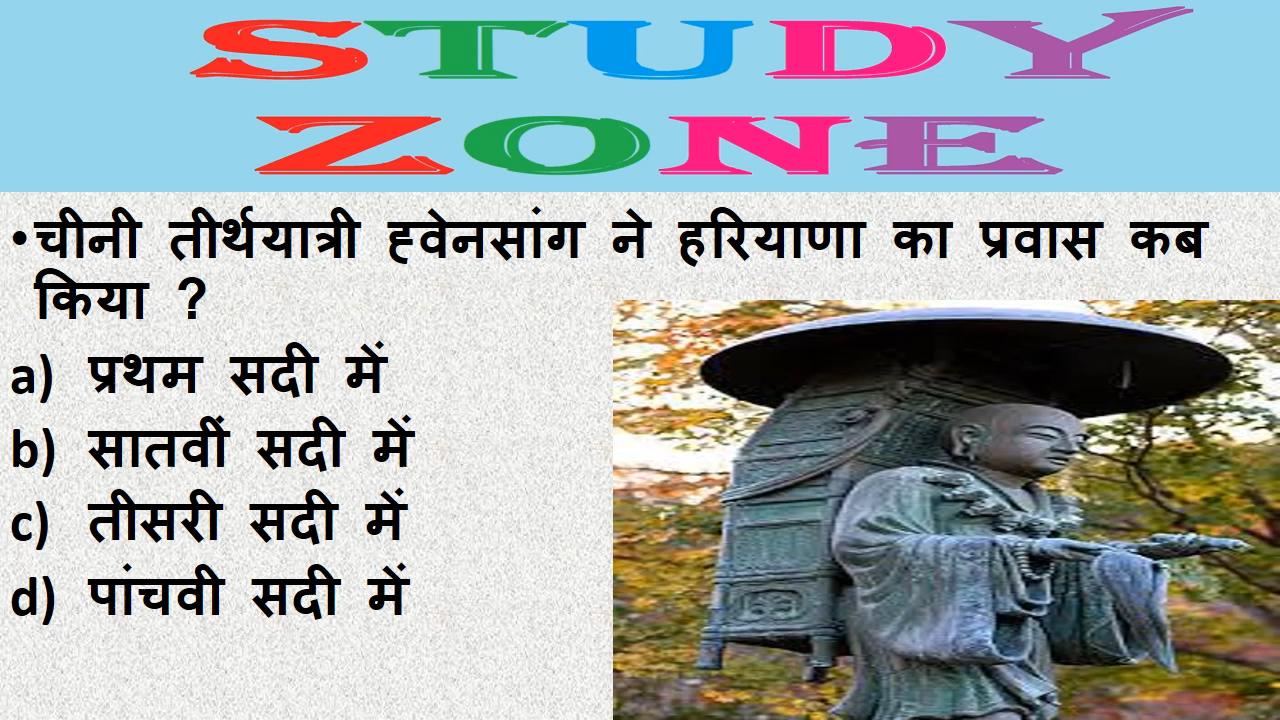 STUDY
ZONE
•चीनी तीर्थयात्री ह्वेनसांग ने हरियाणा का प्रवास कब
किया ?
a) प्रथम सदी में
b) सातवीं सदी में
c) तीसरी सदी में
d) पांचवी सदी में